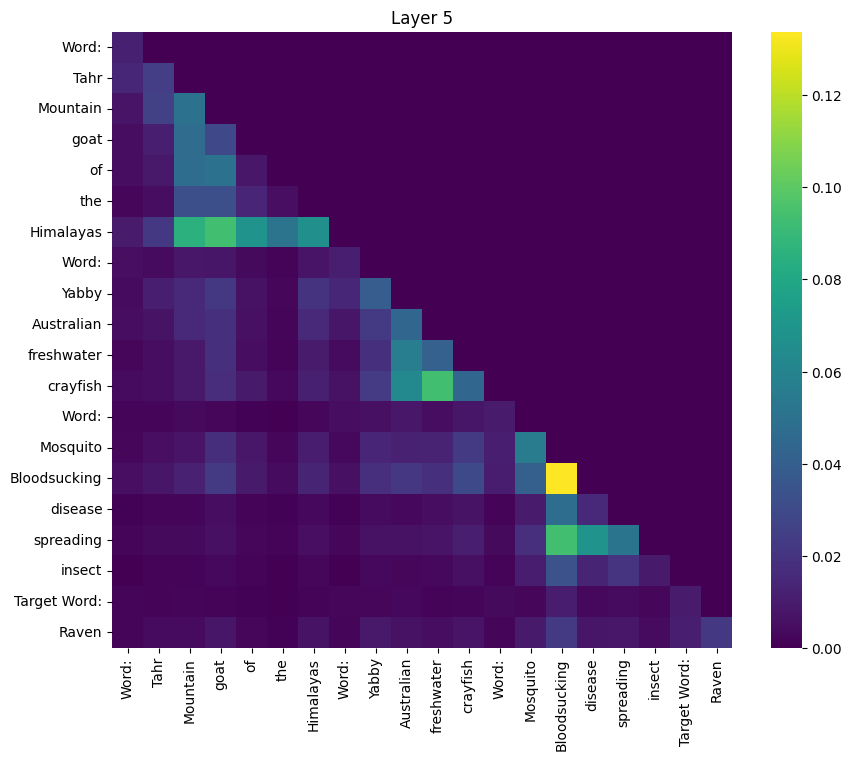 Layer 5
Word:
Tahr
Mountain
goat
of
the
Himalayas
Word:
Yabby
Australian
freshwater
crayfish
Word:
Mosquito
Bloodsucking
disease
spreading
insect
Target Word:
Raven
0.12
0.10
0.08
0.06
0.04
0.02
0.00
Word:
Tahr
Mountain
goat
of
the
Himalayas
Word:
Yabby
Australian
freshwater
crayfish
Word:
Mosquito
Bloodsucking
disease
spreading
insect
Target Word:
Raven